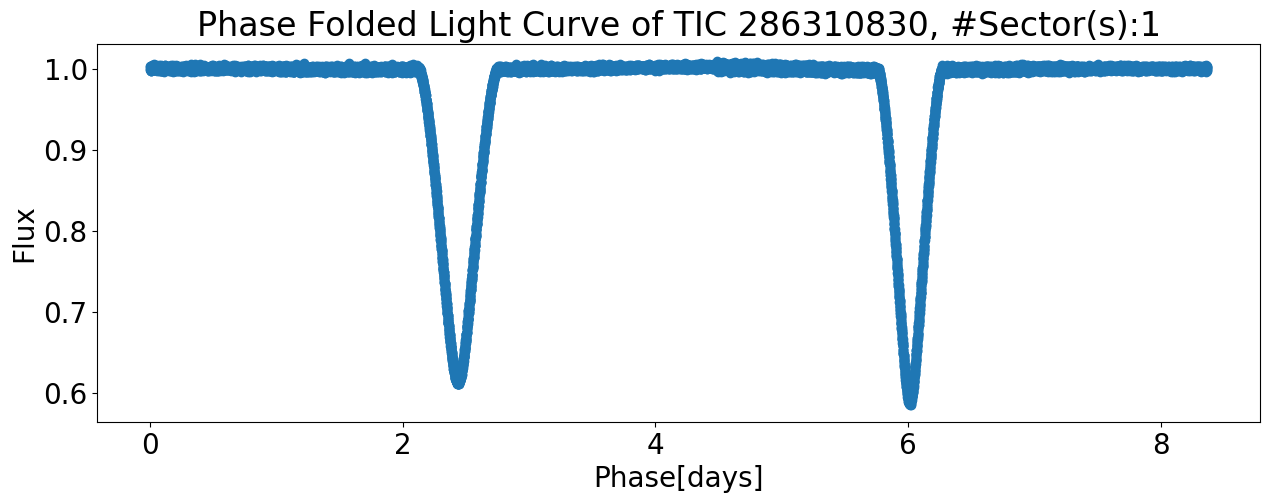 Phase Folded Light Curve of TIC 286310830, #Sector(s):1
1.0
0.9
0.8
0.7
0.6
Flux
0 2 4 6 8
Phase[days]